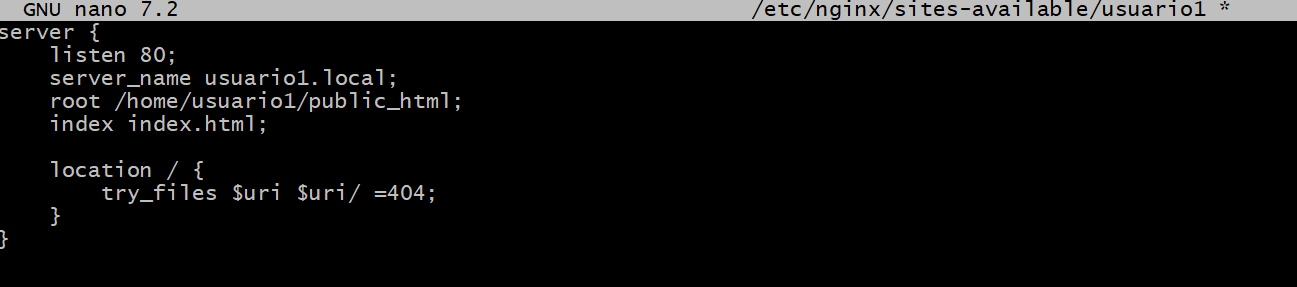 GNU nano 7.2 /etc/nginx/sites-available/usuario1 *
server {
    listen 80;
    server_name usuario1.local;
    root /home/usuario1/public_html;
    index index.html;

    location / {
        try_files $uri $uri/ =404;
    }
}